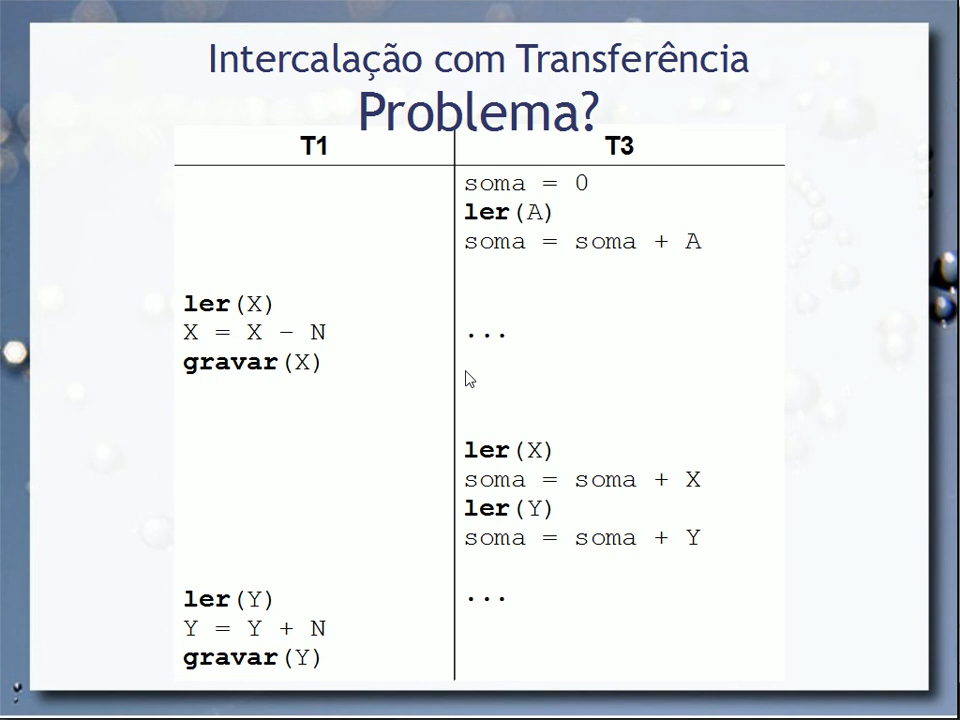 Intercalação com Transferência
Problema?
T1 T3
soma = 0
ler(A)
soma = soma + A
ler(X)
X = X - N ...
gravar(X)
ler(X)
soma = soma + X
ler(Y)
soma = soma + Y
ler(Y) ...
Y = Y + N
gravar(Y)